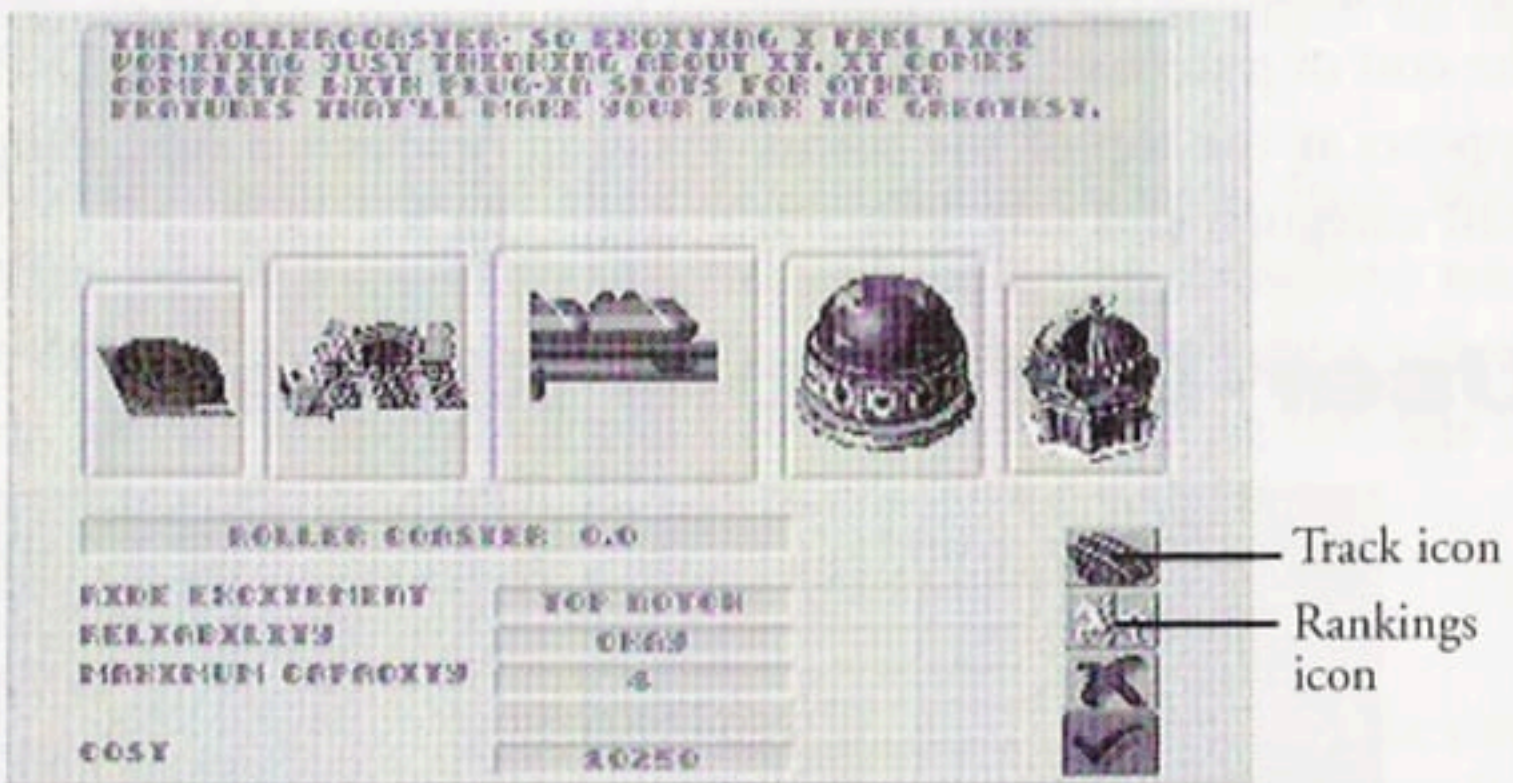 THE ROLLERCOASTER- SO EXCITING I FEEL LIKE
VOMITING JUST THINKING ABOUT IT. IT COMES
COMPLETE WITH PLUG-IN SLOTS FOR OTHER
FEATURES THAT'LL MAKE YOUR PARK THE GREATEST.
ROLLER COASTER 0.0
RIDE EXCITEMENT TOP NOTCH
RELIABILITY OKAY
MAXIMUM CAPACITY 4
COST 10250
Track icon
Rankings
icon